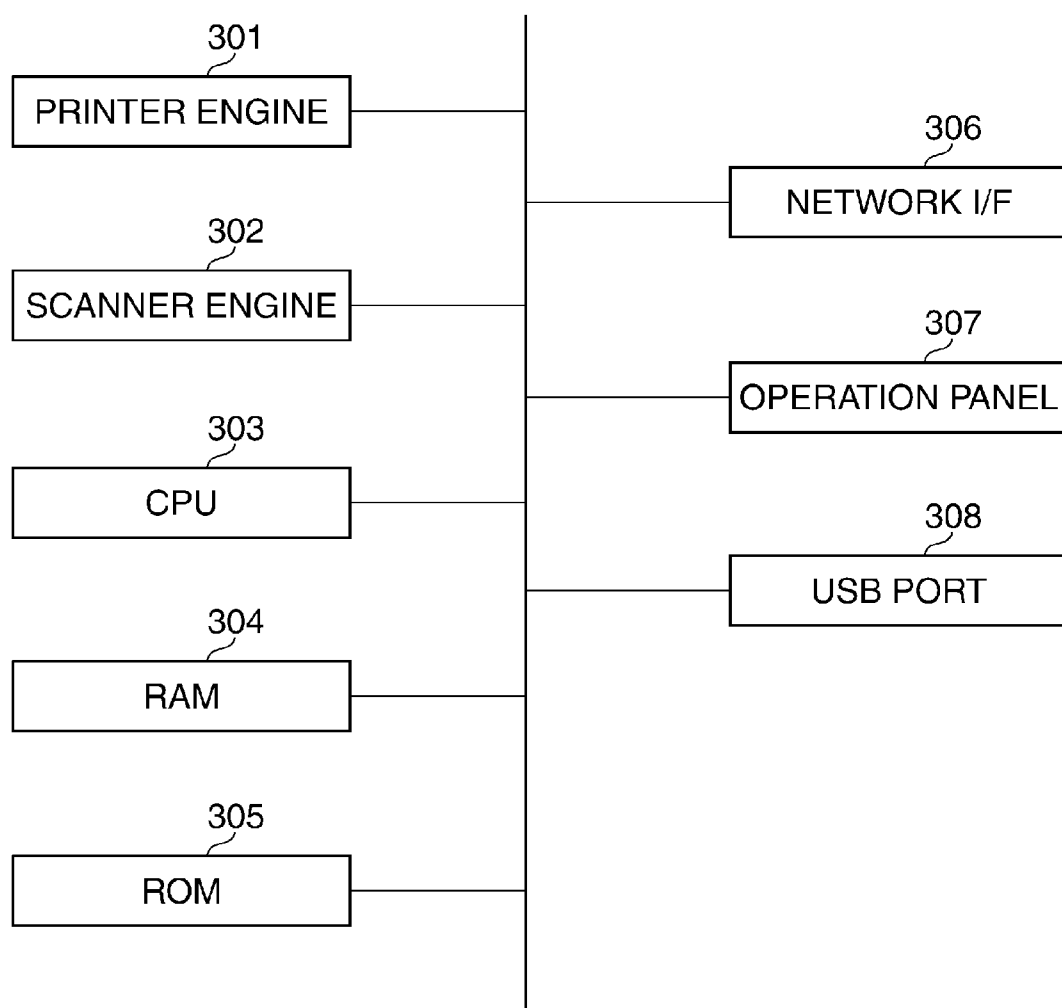 301
PRINTER ENGINE
302
SCANNER ENGINE
303
CPU
304
RAM
305
ROM
306
NETWORK I/F
307
OPERATION PANEL
308
USB PORT